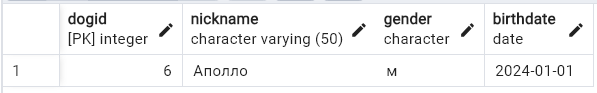 dogid nickname gender birthdate
[PK] integer character varying (50) character date
1 6 Аполло м 2024-01-01